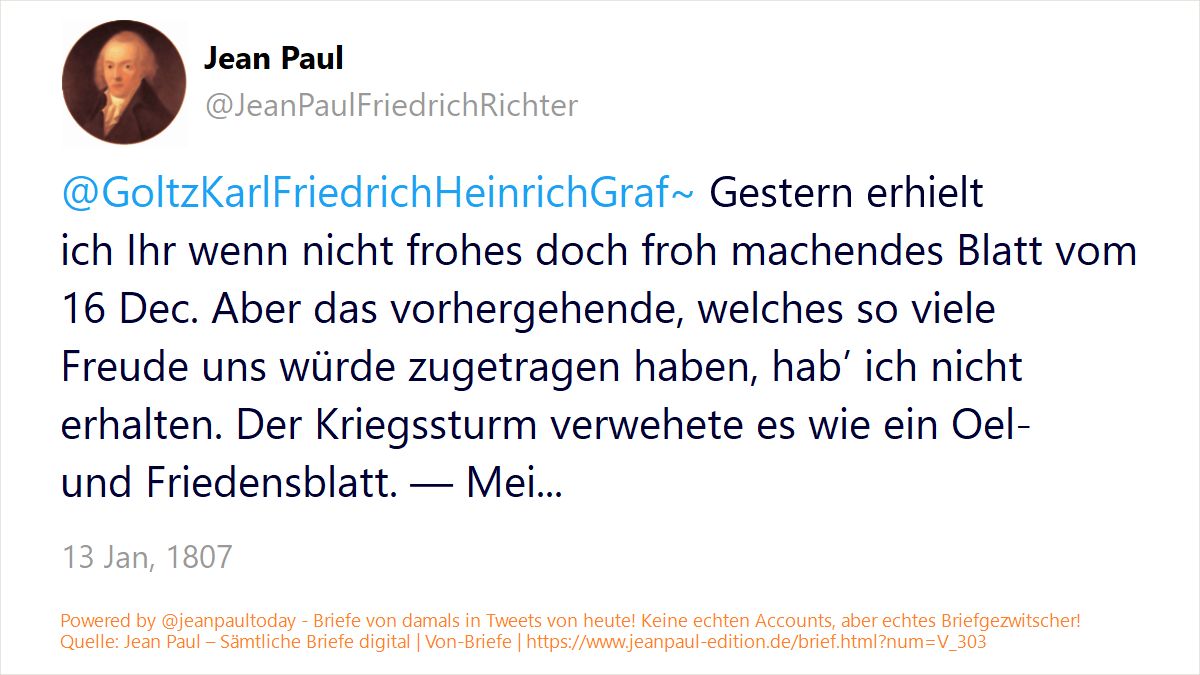 Jean Paul
@JeanPaulFriedrichRichter
@GoltzKarlFriedrichHeinrichGraf~ Gestern erhielt
ich Ihr wenn nicht frohes doch froh machendes Blatt vom
16 Dec. Aber das vorhergehende, welches so viele
Freude uns würde zugetragen haben, hab’ ich nicht
erhalten. Der Kriegssturm verwehete es wie ein Oel-
und Friedensblatt. — Mei...
13 Jan, 1807
Powered by @jeanpaultoday - Briefe von damals in Tweets von heute! Keine echten Accounts, aber echtes Briefgezwitscher!
Quelle: Jean Paul – Sämtliche Briefe digital | Von-Briefe | https://www.jeanpaul-edition.de/brief.html?num=V_303